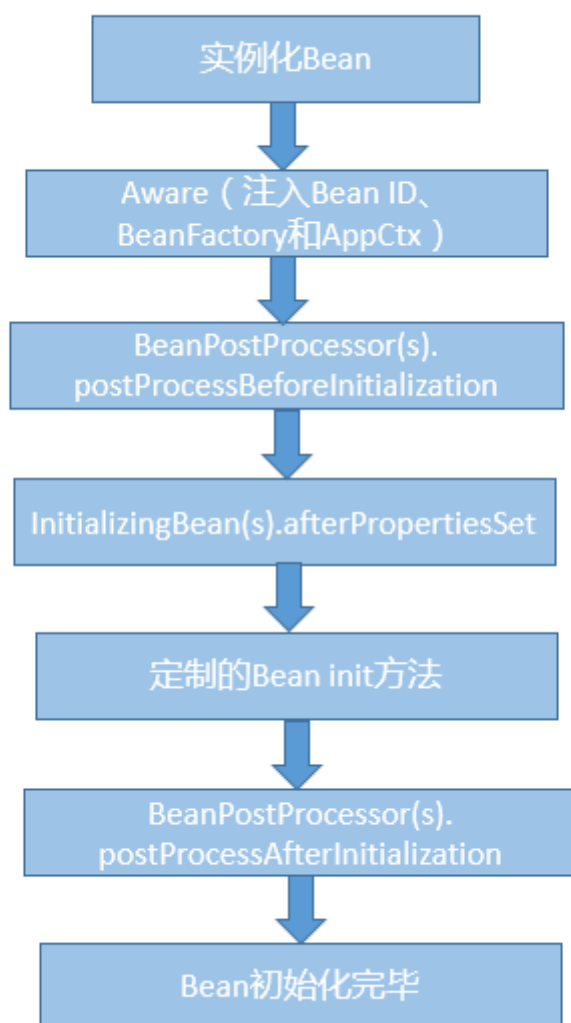 实例化Bean
Aware（注入Bean ID、
BeanFactory和AppCtx）
BeanPostProcessor(s).
postProcessBeforeInitialization
InitializingBean(s).afterPropertiesSet
定制的Bean init方法
BeanPostProcessor(s).
postProcessAfterInitialization
Bean初始化完毕